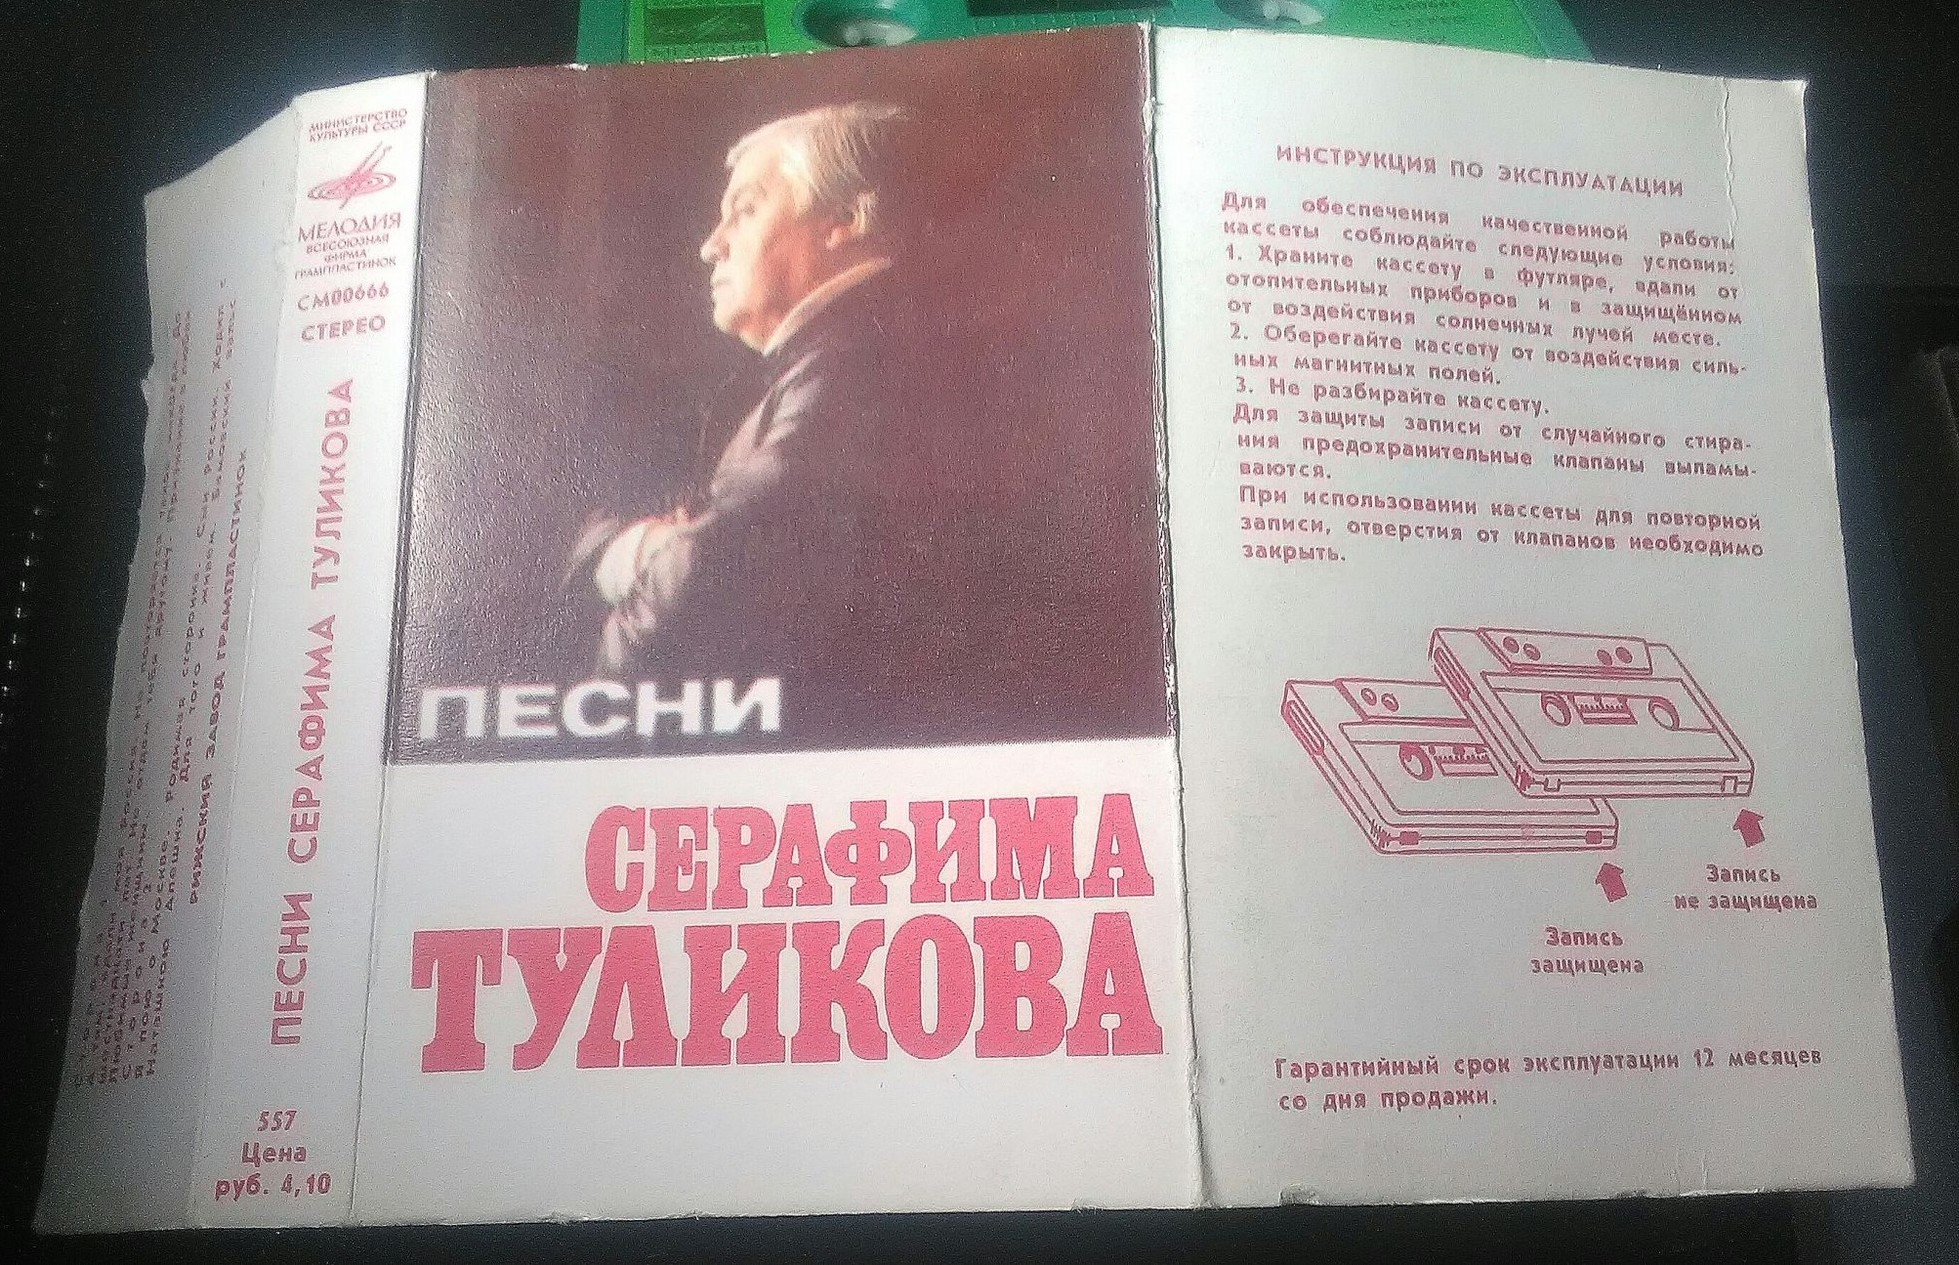 МИНИСТЕРСТВО
КУЛЬТУРЫ СССР
МЕЛОДИЯ
ВСЕСОЮЗНАЯ
ФИРМА
ГРАМПЛАСТИНОК
СМ00666
СТЕРЕО
ПЕСНИ СЕРАФИМА ТУЛИКОВА
557
Цена
руб. 4,10
РИЖСКИЙ ЗАВОД ГРАМПЛАСТИНОК
ПЕСНИ
СЕРАФИМА
ТУЛИКОВА
ИНСТРУКЦИЯ ПО ЭКСПЛУАТАЦИИ
Для обеспечения качественной работы
кассеты соблюдайте следующие условия:
1. Храните кассету в футляре, вдали от
отопительных приборов и в защищённом
от воздействия солнечных лучей месте.
2. Оберегайте кассету от воздействия силь-
ных магнитных полей.
3. Не разбирайте кассету.
Для защиты записи от случайного стира-
ния предохранительные клапаны выламы-
ваются.
При использовании кассеты для повторной
записи, отверстия от клапанов необходимо
закрыть.
Запись
не защищена
Запись
защищена
Гарантийный срок эксплуатации 12 месяцев
со дня продажи.